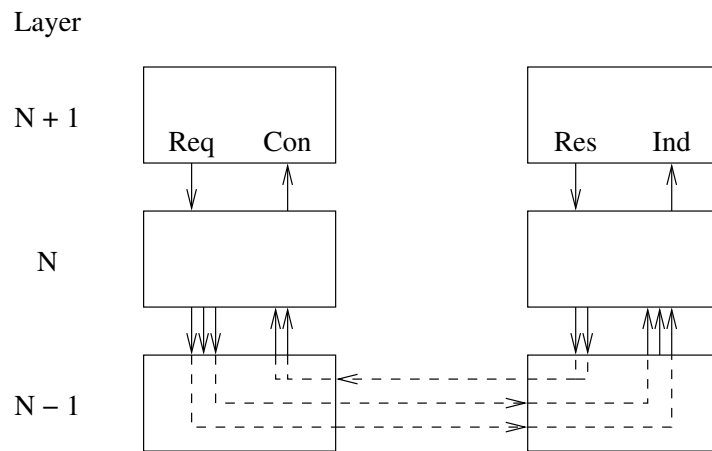 Layer
N + 1
Req Con
Res Ind
N
N − 1